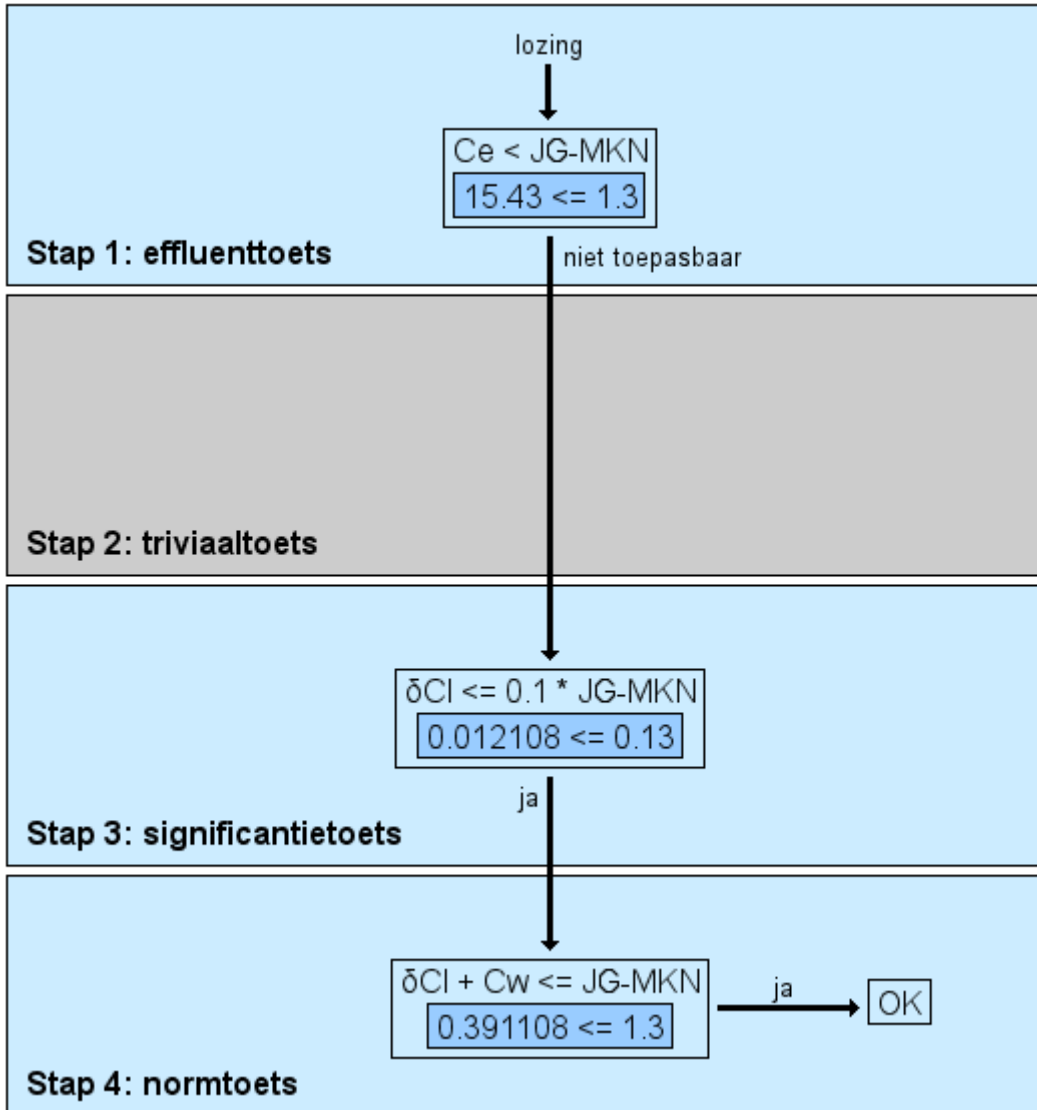 lozing
Ce < JG-MKN
15.43 <= 1.3
Stap 1: effluenttoets
niet toepasbaar
Stap 2: triviaaltoets
δCl <= 0.1 * JG-MKN
0.012108 <= 0.13
ja
Stap 3: significantietoets
δCl + Cw <= JG-MKN
0.391108 <= 1.3
ja
OK
Stap 4: normtoets